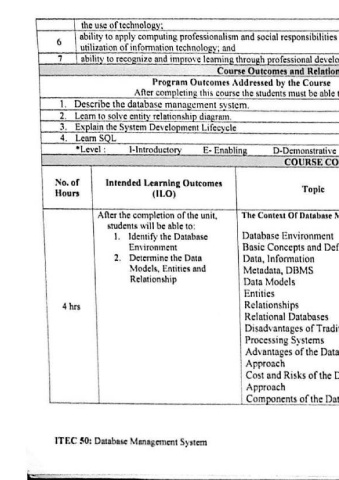 the use of technology;
6 ability to apply computing professionalism and social responsibilities
utilization of information technology; and
7 ability to recognize and improve learning through professional
Course Outcomes and
Program Outcomes Addressed by the Course
After completing this course the students must be able
1. Describe the database management system.
2. Learn to solve entity relationship diagram.
3. Explain the System Development Lifecycle
4. Learn SQL
*Level : I-Introductory E- Enabling D-Demonstrative
COURSE CO
No. of Hours
Intended Learning Outcomes (ILO)
Topic
4 hrs
After the completion of the unit,
students will be able to:
1. Identify the Database
Environment
2. Determine the Data
Models, Entities and
Relationship
The Context Of Database M
Database Environment
Basic Concepts and Def
Data, Information
Metadata, DBMS
Data Models
Entities
Relationships
Relational Databases
Disadvantages of Tradi
Processing Systems
Advantages of the Data
Approach
Cost and Risks of the D
Approach
Components of the Dat
ITEC 50: Database Management System